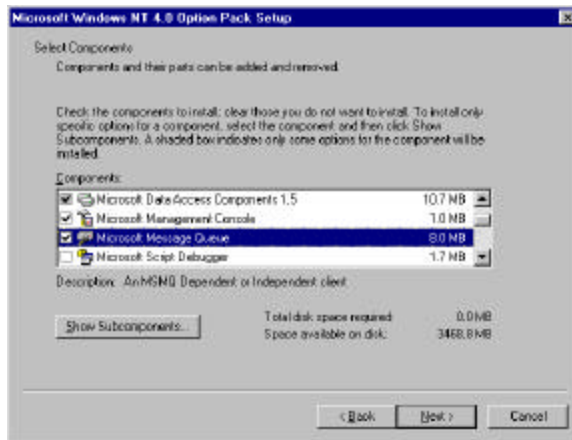 Microsoft Windows NT 4.0 Option Pack Setup
Select Components
Components and their parts can be added and removed.
Check the components to install; clear those you do not want to install. To install only
specific options for a component, select the component and then click Show
Subcomponents. A shaded box indicates only some options for the component will be
installed.
Components:
Microsoft Data Access Components 1.5 10.7 MB
Microsoft Management Console 1.0 MB
Microsoft Message Queue 8.0 MB
Microsoft Script Debugger 1.7 MB
Description: An MSMQ Dependent or Independent client
Show Subcomponents...
Total disk space required: 0.0 MB
Space available on disk: 3468.8 MB
< Back Next > Cancel